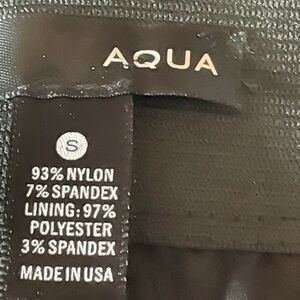 AQUA
S
93% NYLON
7% SPANDEX
LINING: 97%
POLYESTER
3% SPANDEX
MADE IN USA